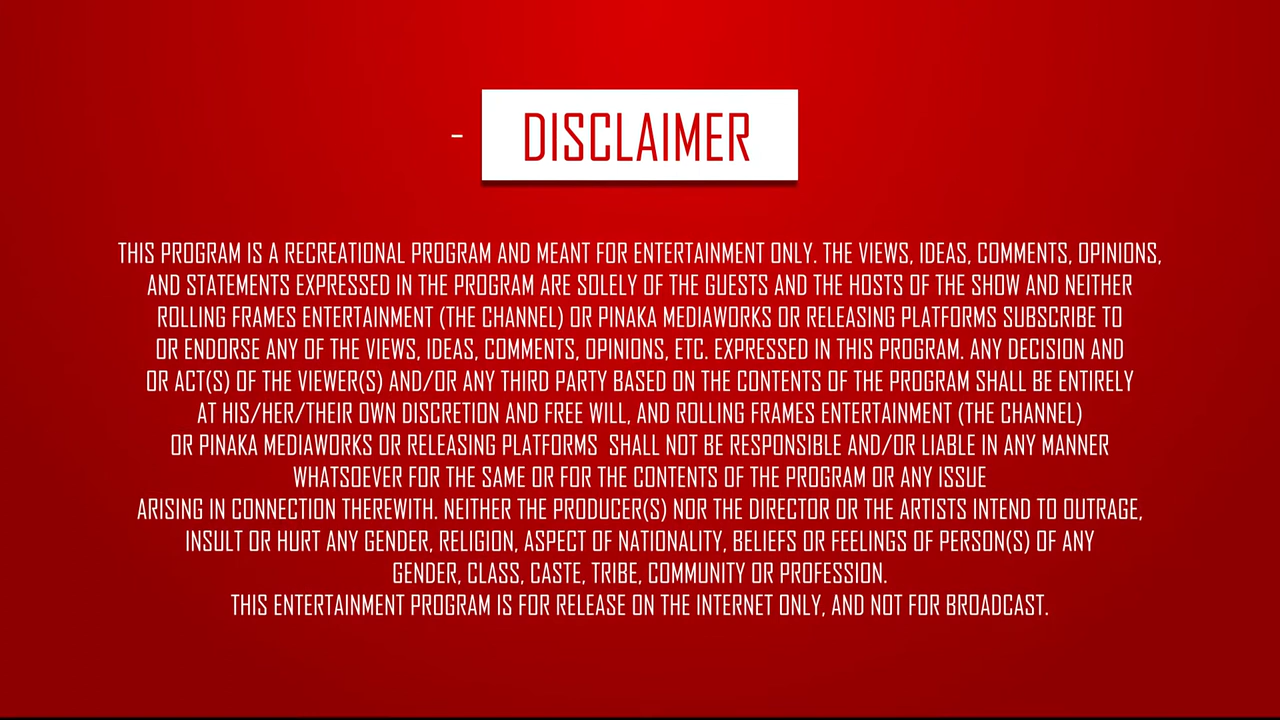 - DISCLAIMER
THIS PROGRAM IS A RECREATIONAL PROGRAM AND MEANT FOR ENTERTAINMENT ONLY. THE VIEWS, IDEAS, COMMENTS, OPINIONS,
AND STATEMENTS EXPRESSED IN THE PROGRAM ARE SOLELY OF THE GUESTS AND THE HOSTS OF THE SHOW AND NEITHER
ROLLING FRAMES ENTERTAINMENT (THE CHANNEL) OR PINAKA MEDIAWORKS OR RELEASING PLATFORMS SUBSCRIBE TO
OR ENDORSE ANY OF THE VIEWS, IDEAS, COMMENTS, OPINIONS, ETC. EXPRESSED IN THIS PROGRAM. ANY DECISION AND
OR ACT(S) OF THE VIEWER(S) AND/OR ANY THIRD PARTY BASED ON THE CONTENTS OF THE PROGRAM SHALL BE ENTIRELY
AT HIS/HER/THEIR OWN DISCRETION AND FREE WILL, AND ROLLING FRAMES ENTERTAINMENT (THE CHANNEL)
OR PINAKA MEDIAWORKS OR RELEASING PLATFORMS SHALL NOT BE RESPONSIBLE AND/OR LIABLE IN ANY MANNER
WHATSOEVER FOR THE SAME OR FOR THE CONTENTS OF THE PROGRAM OR ANY ISSUE
ARISING IN CONNECTION THEREWITH. NEITHER THE PRODUCER(S) NOR THE DIRECTOR OR THE ARTISTS INTEND TO OUTRAGE,
INSULT OR HURT ANY GENDER, RELIGION, ASPECT OF NATIONALITY, BELIEFS OR FEELINGS OF PERSON(S) OF ANY
GENDER, CLASS, CASTE, TRIBE, COMMUNITY OR PROFESSION.
THIS ENTERTAINMENT PROGRAM IS FOR RELEASE ON THE INTERNET ONLY, AND NOT FOR BROADCAST.